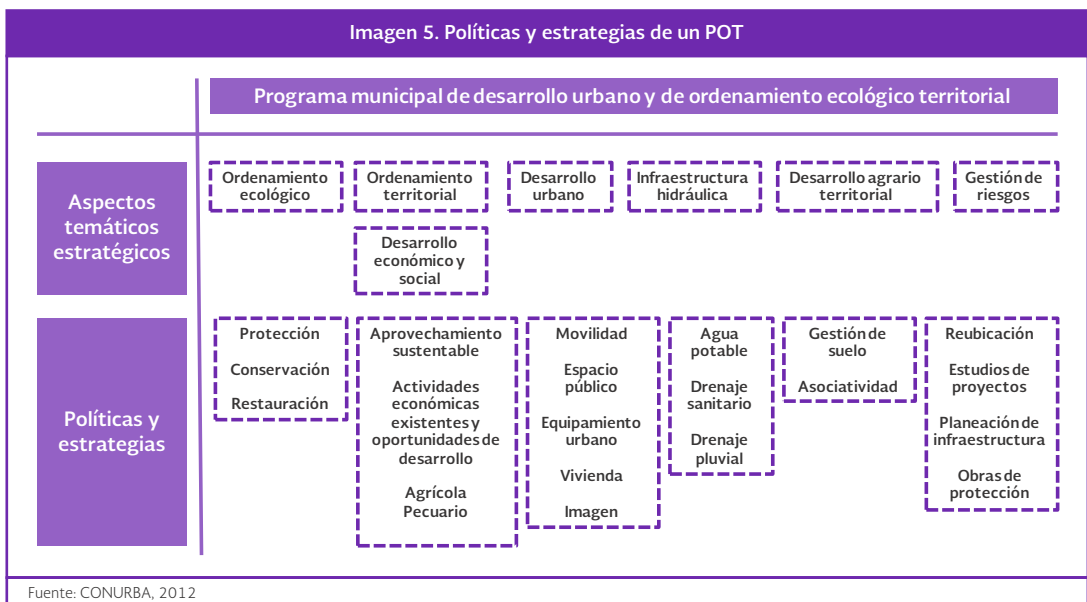 Imagen 5. Políticas y estrategias de un POT
Programa municipal de desarrollo urbano y de ordenamiento ecológico territorial
Aspectos
temáticos
estratégicos
Ordenamiento
ecológico
Ordenamiento
territorial
Desarrollo
urbano
Infraestructura
hidráulica
Desarrollo agrario
territorial
Gestión de
riesgos
Desarrollo
económico y
social
Políticas y
estrategias
Protección
Conservación
Restauración
Aprovechamiento
sustentable
Actividades
económicas
existentes y
oportunidades de
desarrollo
Agrícola
Pecuario
Movilidad
Espacio
público
Equipamiento
urbano
Vivienda
Imagen
Agua
potable
Drenaje
sanitario
Drenaje
pluvial
Gestión de
suelo
Asociatividad
Reubicación
Estudios de
proyectos
Planeación de
infraestructura
Obras de
protección
Fuente: CONURBA, 2012